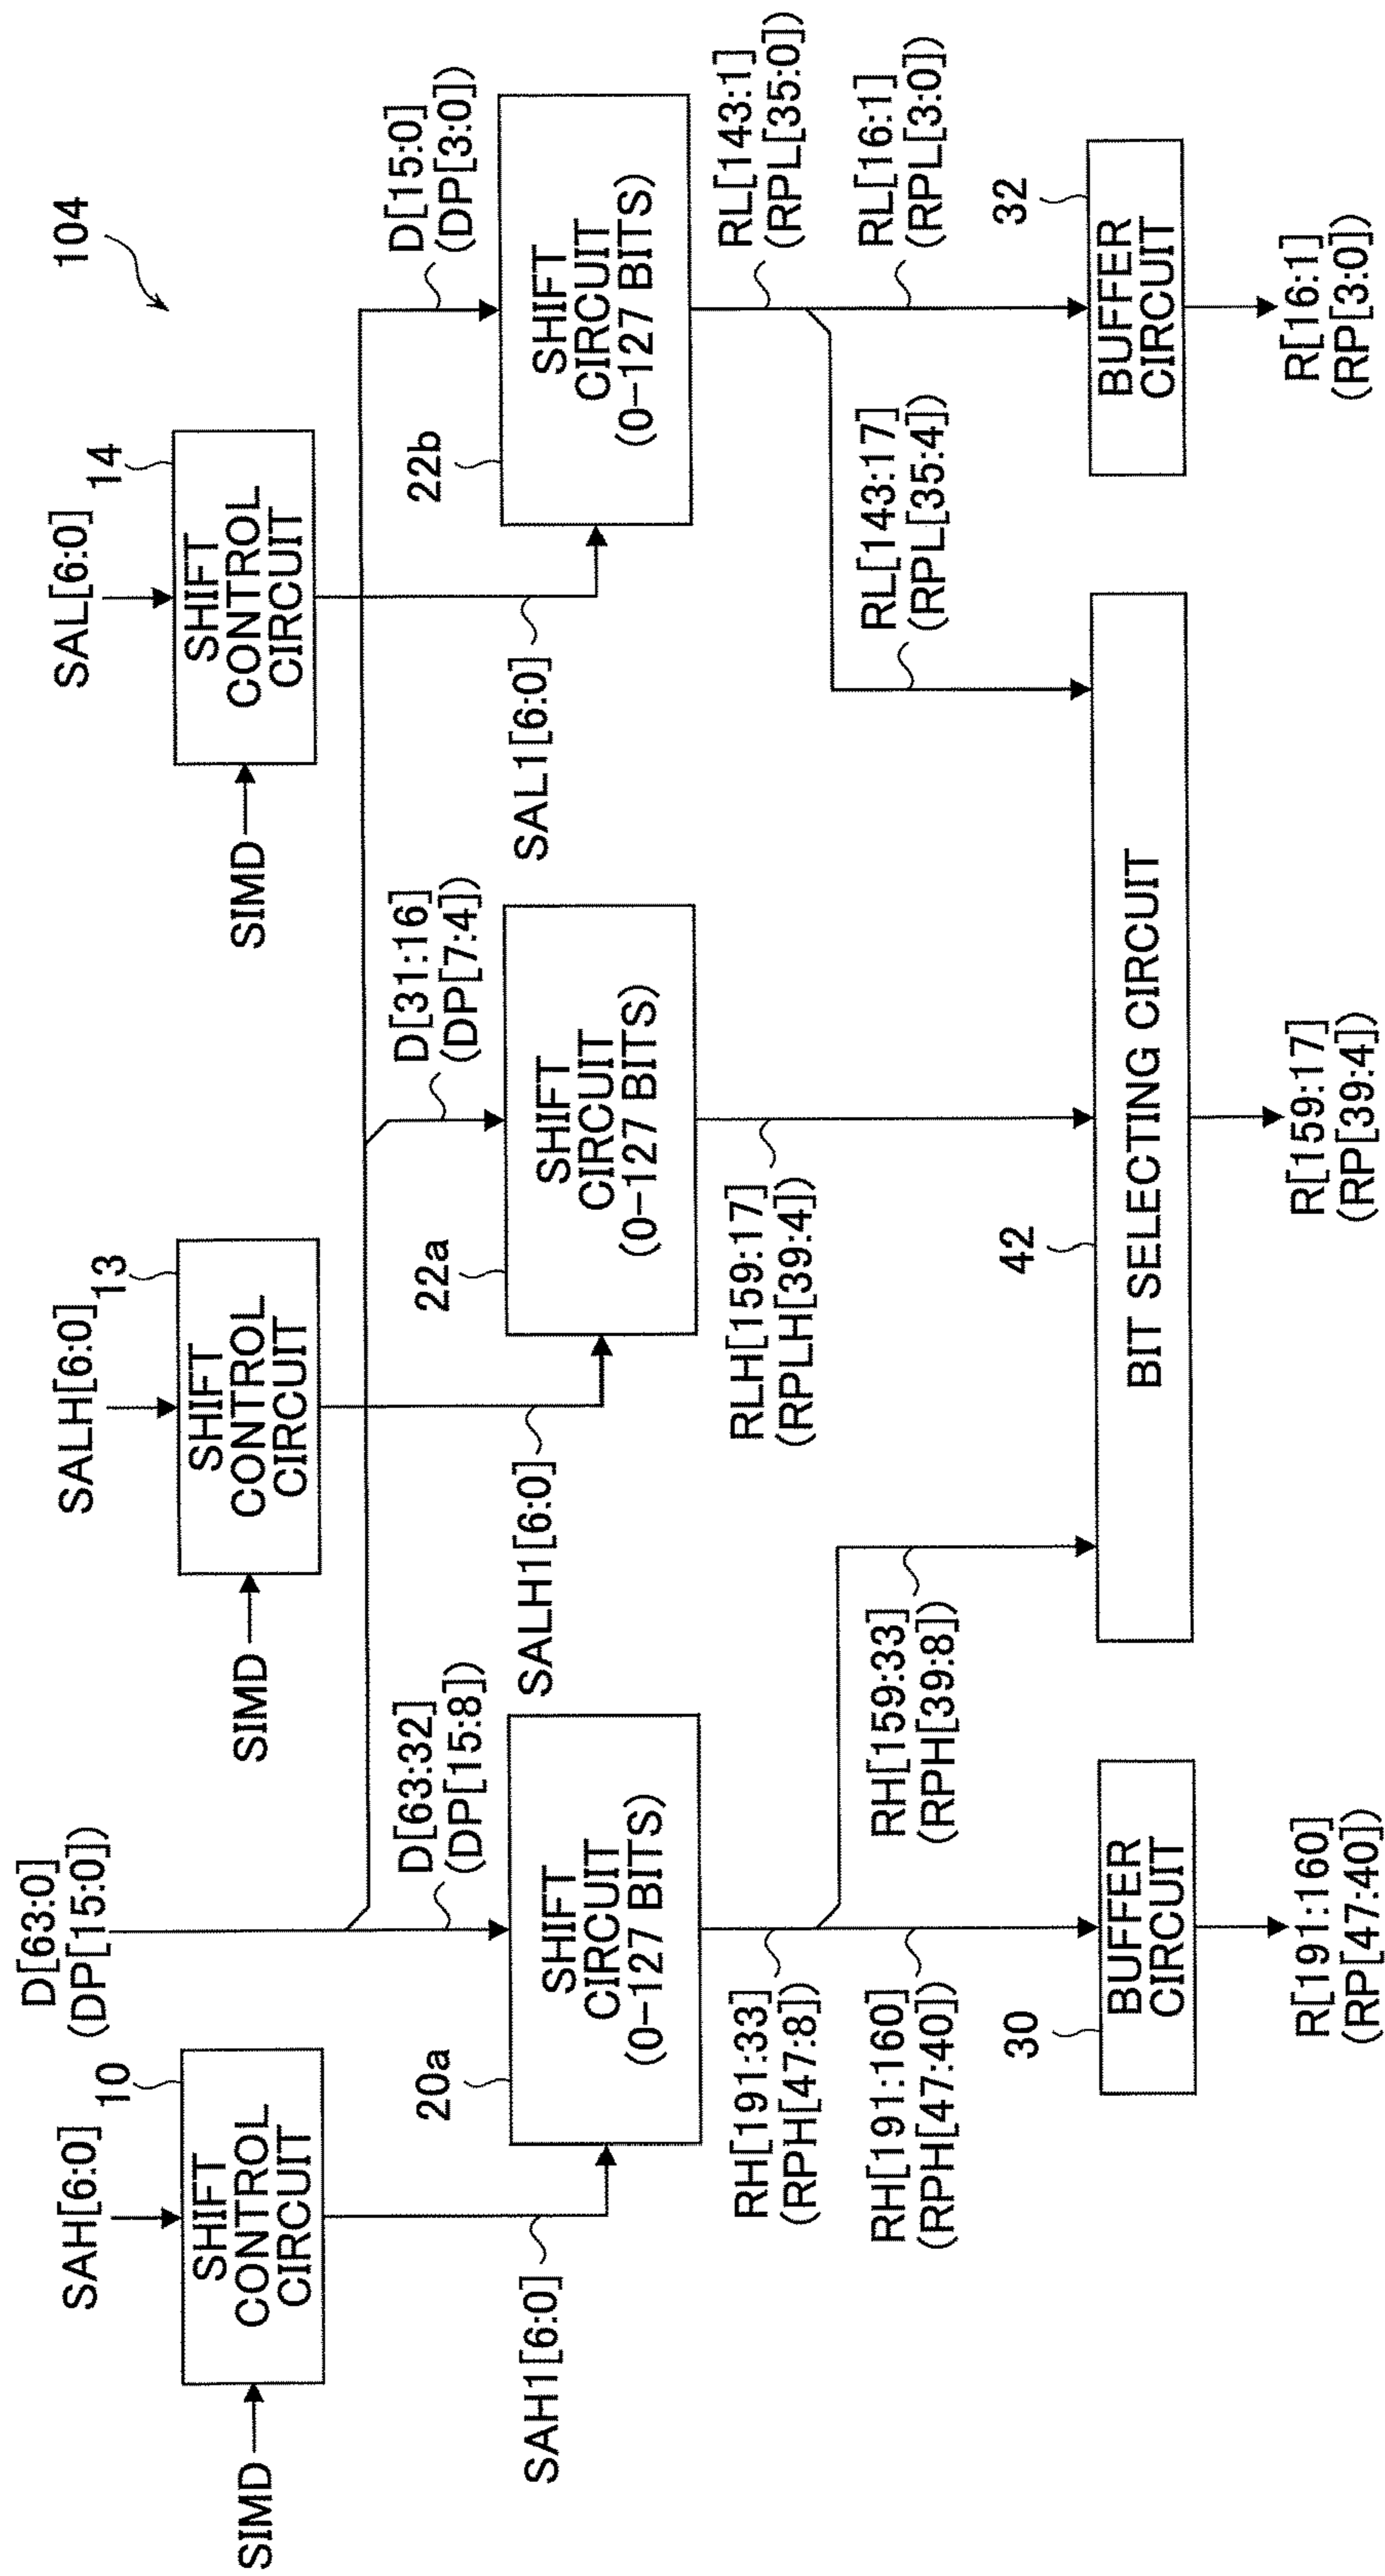 104
D[63:0]
(DP[15:0])
SAH[6:0]
10
SHIFT
CONTROL
CIRCUIT
SIMD
SALH[6:0]
13
SHIFT
CONTROL
CIRCUIT
SIMD
SAL[6:0]
14
SHIFT
CONTROL
CIRCUIT
SIMD
SAH1[6:0]
D[63:32]
(DP[15:8])
20a
SHIFT
CIRCUIT
(0-127 BITS)
SALH1[6:0]
D[31:16]
(DP[7:4])
22a
SHIFT
CIRCUIT
(0-127 BITS)
SAL1[6:0]
D[15:0]
(DP[3:0])
22b
SHIFT
CIRCUIT
(0-127 BITS)
RH[191:33]
(RPH[47:8])
RH[191:160]
(RPH[47:40])
RH[159:33]
(RPH[39:8])
RLH[159:17]
(RPLH[39:4])
RL[143:17]
(RPL[35:4])
RL[143:1]
(RPL[35:0])
RL[16:1]
(RPL[3:0])
30
BUFFER
CIRCUIT
42
BIT SELECTING CIRCUIT
32
BUFFER
CIRCUIT
R[191:160]
(RP[47:40])
R[159:17]
(RP[39:4])
R[16:1]
(RP[3:0])